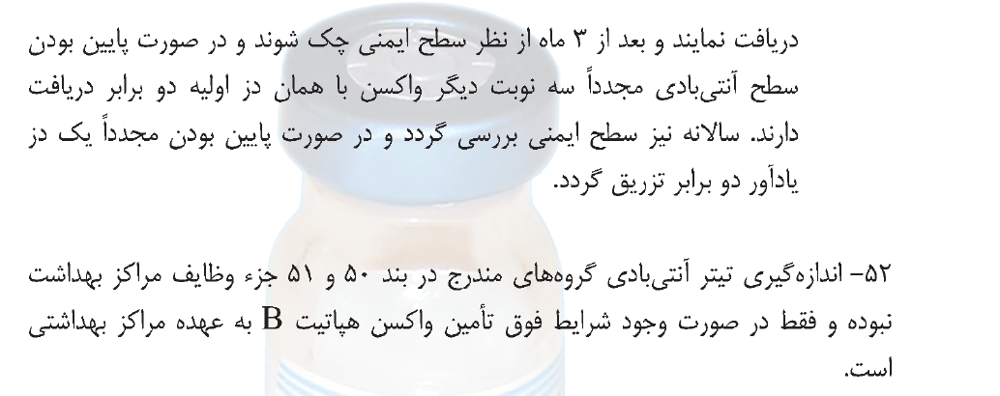 دریافت نمایند و بعد از ۳ ماه از نظر سطح ایمنی چک شوند و در صورت پایین بودن
سطح آنتی‌بادی مجدداً سه نوبت دیگر واکسن با همان دز اولیه دو برابر دریافت
دارند. سالانه نیز سطح ایمنی بررسی گردد و در صورت پایین بودن مجدداً یک دز
یادآور دو برابر تزریق گردد.
۵۲- اندازه‌گیری تیتر آنتی‌بادی گروه‌های مندرج در بند ۵۰ و ۵۱ جزء وظایف مراکز بهداشت
نبوده و فقط در صورت وجود شرایط فوق تأمین واکسن هپاتیت B به عهده مراکز بهداشتی
است.